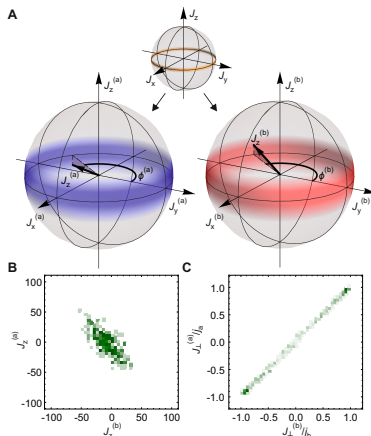 A
J_z
J_x
J_y
J_z^(a)
J_z^(b)
J_z^(a)
ϕ^(a)
J_x^(a)
J_y^(a)
J_z^(b)
ϕ^(b)
J_x^(b)
J_y^(b)
B
C
100
50
0
-50
-100
J_z^(a)
-100 -50 0 50 100
J_z^(b)
1.0
0.5
0.0
-0.5
-1.0
J_⊥^(a)/j_a
-1.0 -0.5 0.0 0.5 1.0
J_⊥^(b)/j_b